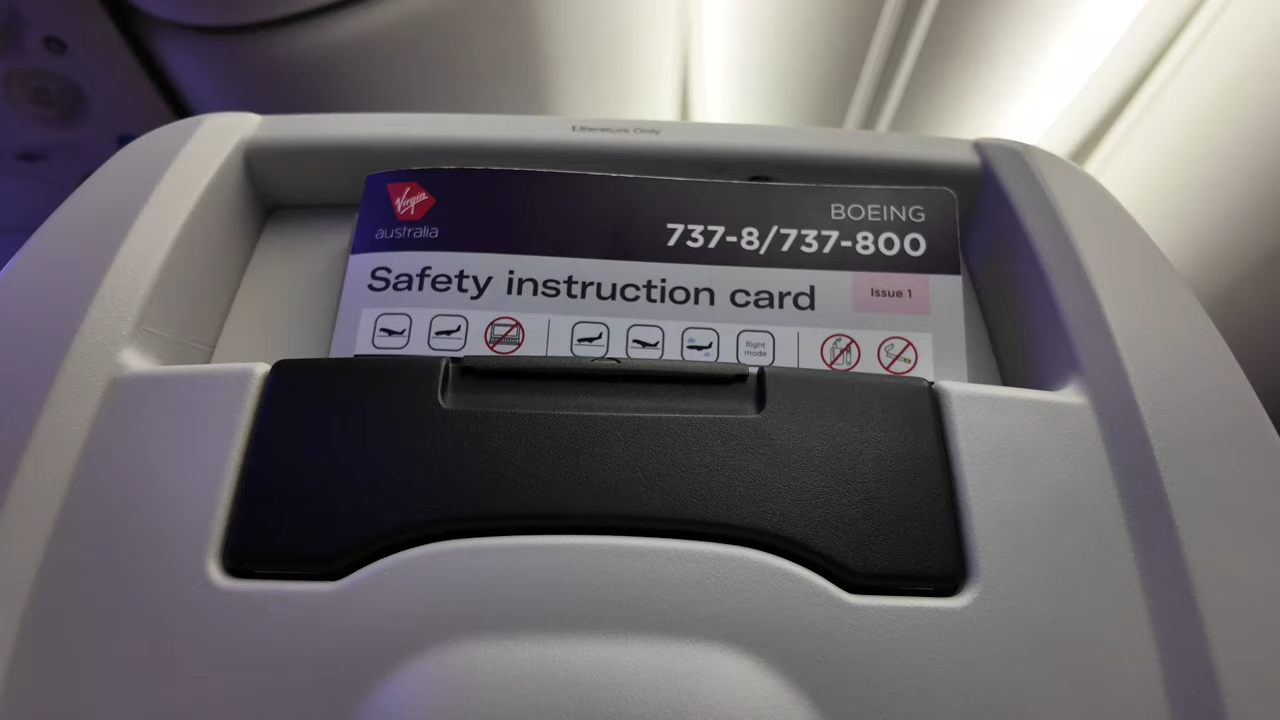 Literature Only
Virgin
australia
BOEING
737-8/737-800
Safety instruction card
Issue 1
flight
mode